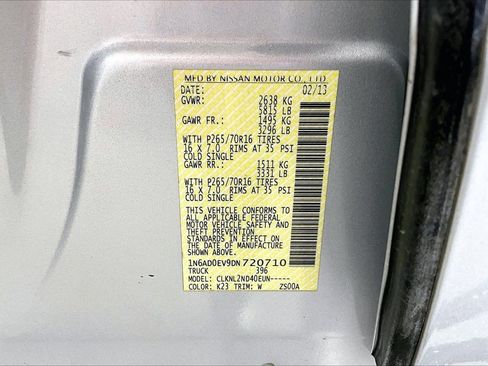 MFD BY NISSAN MOTOR CO., LTD.
DATE: 02/13
GVWR: 2638 KG
5815 LB
GAWR FR.: 1495 KG
3296 LB
WITH P265/70R16 TIRES
16 X 7.0 RIMS AT 35 PSI
COLD SINGLE
GAWR RR.: 1511 KG
3331 LB
WITH P265/70R16 TIRES
16 X 7.0 RIMS AT 35 PSI
COLD SINGLE
THIS VEHICLE CONFORMS TO
ALL APPLICABLE FEDERAL
MOTOR VEHICLE SAFETY
STANDARDS IN EFFECT ON
THE DATE OF MANUFACTURE
SHOWN ABOVE
1N6AD0EV9DN720710
TRUCK 396
MODEL: CLKNL2ND40EUN-----
COLOR: K23 TRIM: W ZS00A